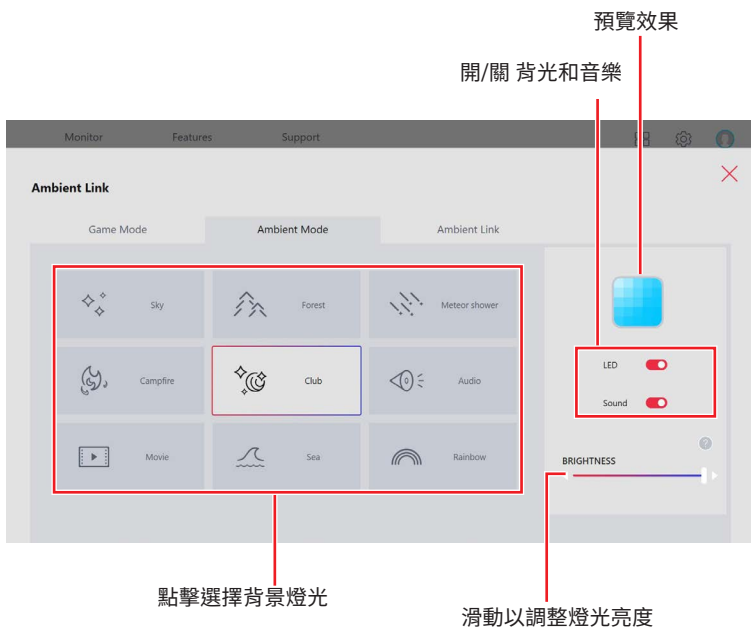 預覽效果
開/關 背光和音樂
Monitor Features Support
Ambient Link
Game Mode Ambient Mode Ambient Link
Sky Forest Meteor shower
Campfire Club Audio
Movie Sea Rainbow
LED
Sound
?
BRIGHTNESS
點擊選擇背景燈光
滑動以調整燈光亮度